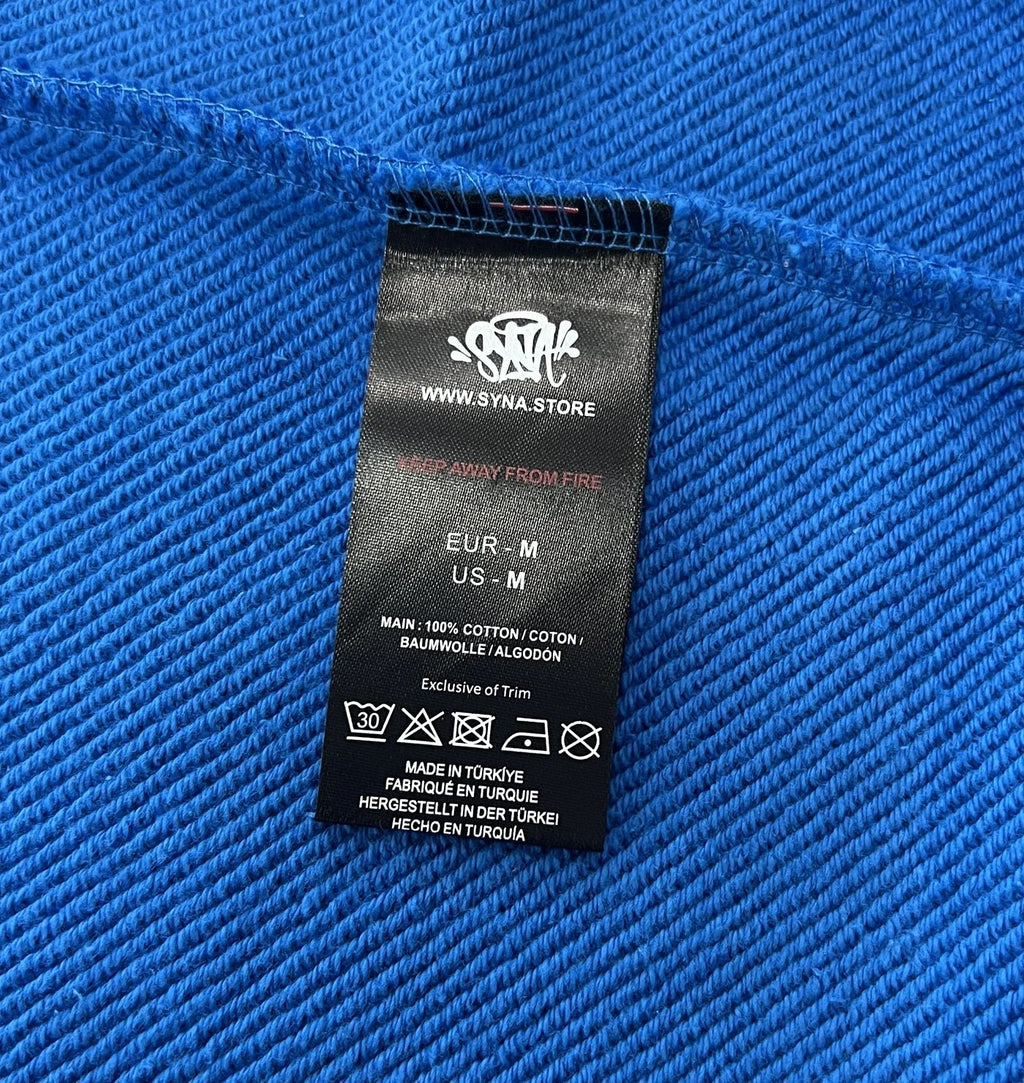 SYNA
WWW.SYNA.STORE
KEEP AWAY FROM FIRE
EUR - M
US - M
MAIN : 100% COTTON / COTON /
BAUMWOLLE / ALGODÓN
Exclusive of Trim
30
MADE IN TÜRKİYE
FABRIQUÉ EN TURQUIE
HERGESTELLT IN DER TÜRKEI
HECHO EN TURQUÍA